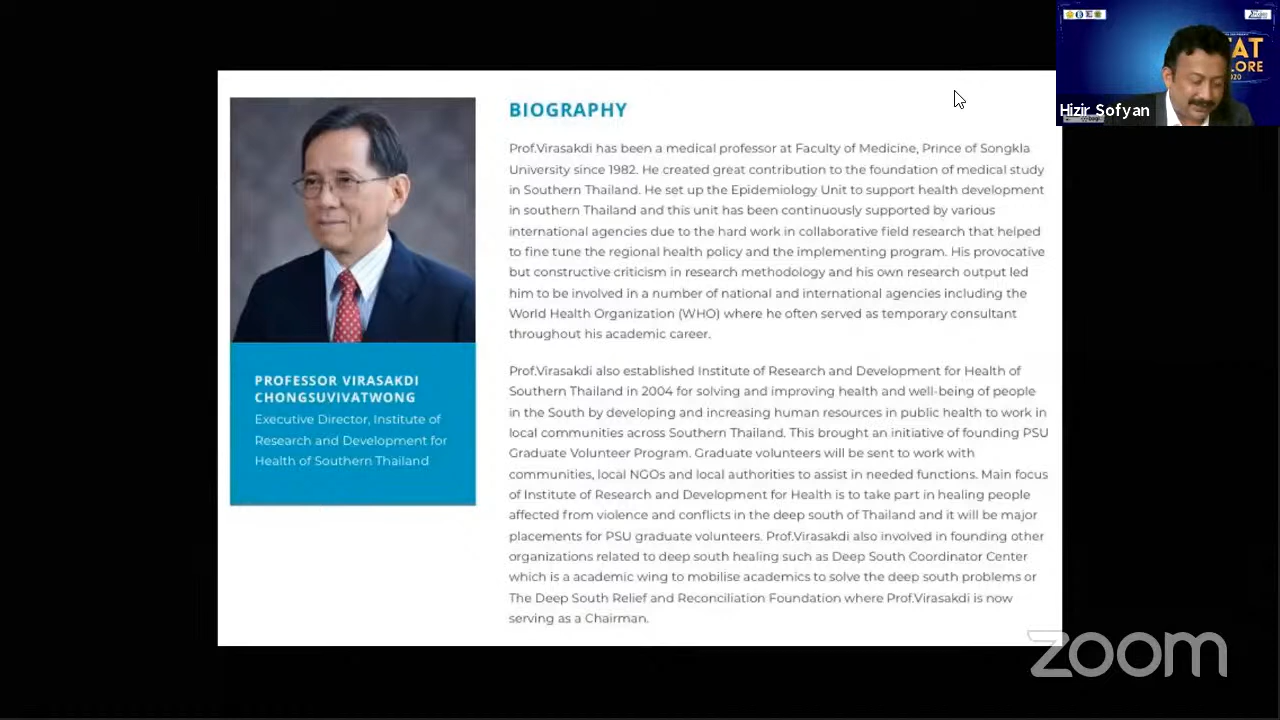 AT
LORE
2020
Hizir Sofyan
BIOGRAPHY
Prof.Virasakdi has been a medical professor at Faculty of Medicine, Prince of Songkla
University since 1982. He created great contribution to the foundation of medical study
in Southern Thailand. He set up the Epidemiology Unit to support health development
in southern Thailand and this unit has been continuously supported by various
international agencies due to the hard work in collaborative field research that helped
to fine tune the regional health policy and the implementing program. His provocative
but constructive criticism in research methodology and his own research output led
him to be involved in a number of national and international agencies including the
World Health Organization (WHO) where he often served as temporary consultant
throughout his academic career.
Prof.Virasakdi also established Institute of Research and Development for Health of
Southern Thailand in 2004 for solving and improving health and well-being of people
in the South by developing and increasing human resources in public health to work in
local communities across Southern Thailand. This brought an initiative of founding PSU
Graduate Volunteer Program. Graduate volunteers will be sent to work with
communities, local NGOs and local authorities to assist in needed functions. Main focus
of Institute of Research and Development for Health is to take part in healing people
affected from violence and conflicts in the deep south of Thailand and it will be major
placements for PSU graduate volunteers. Prof.Virasakdi also involved in founding other
organizations related to deep south healing such as Deep South Coordinator Center
which is a academic wing to mobilise academics to solve the deep south problems or
The Deep South Relief and Reconciliation Foundation where Prof.Virasakdi is now
serving as a Chairman.
PROFESSOR VIRASAKDI
CHONGSUVIVATWONG
Executive Director, Institute of
Research and Development for
Health of Southern Thailand
zoom